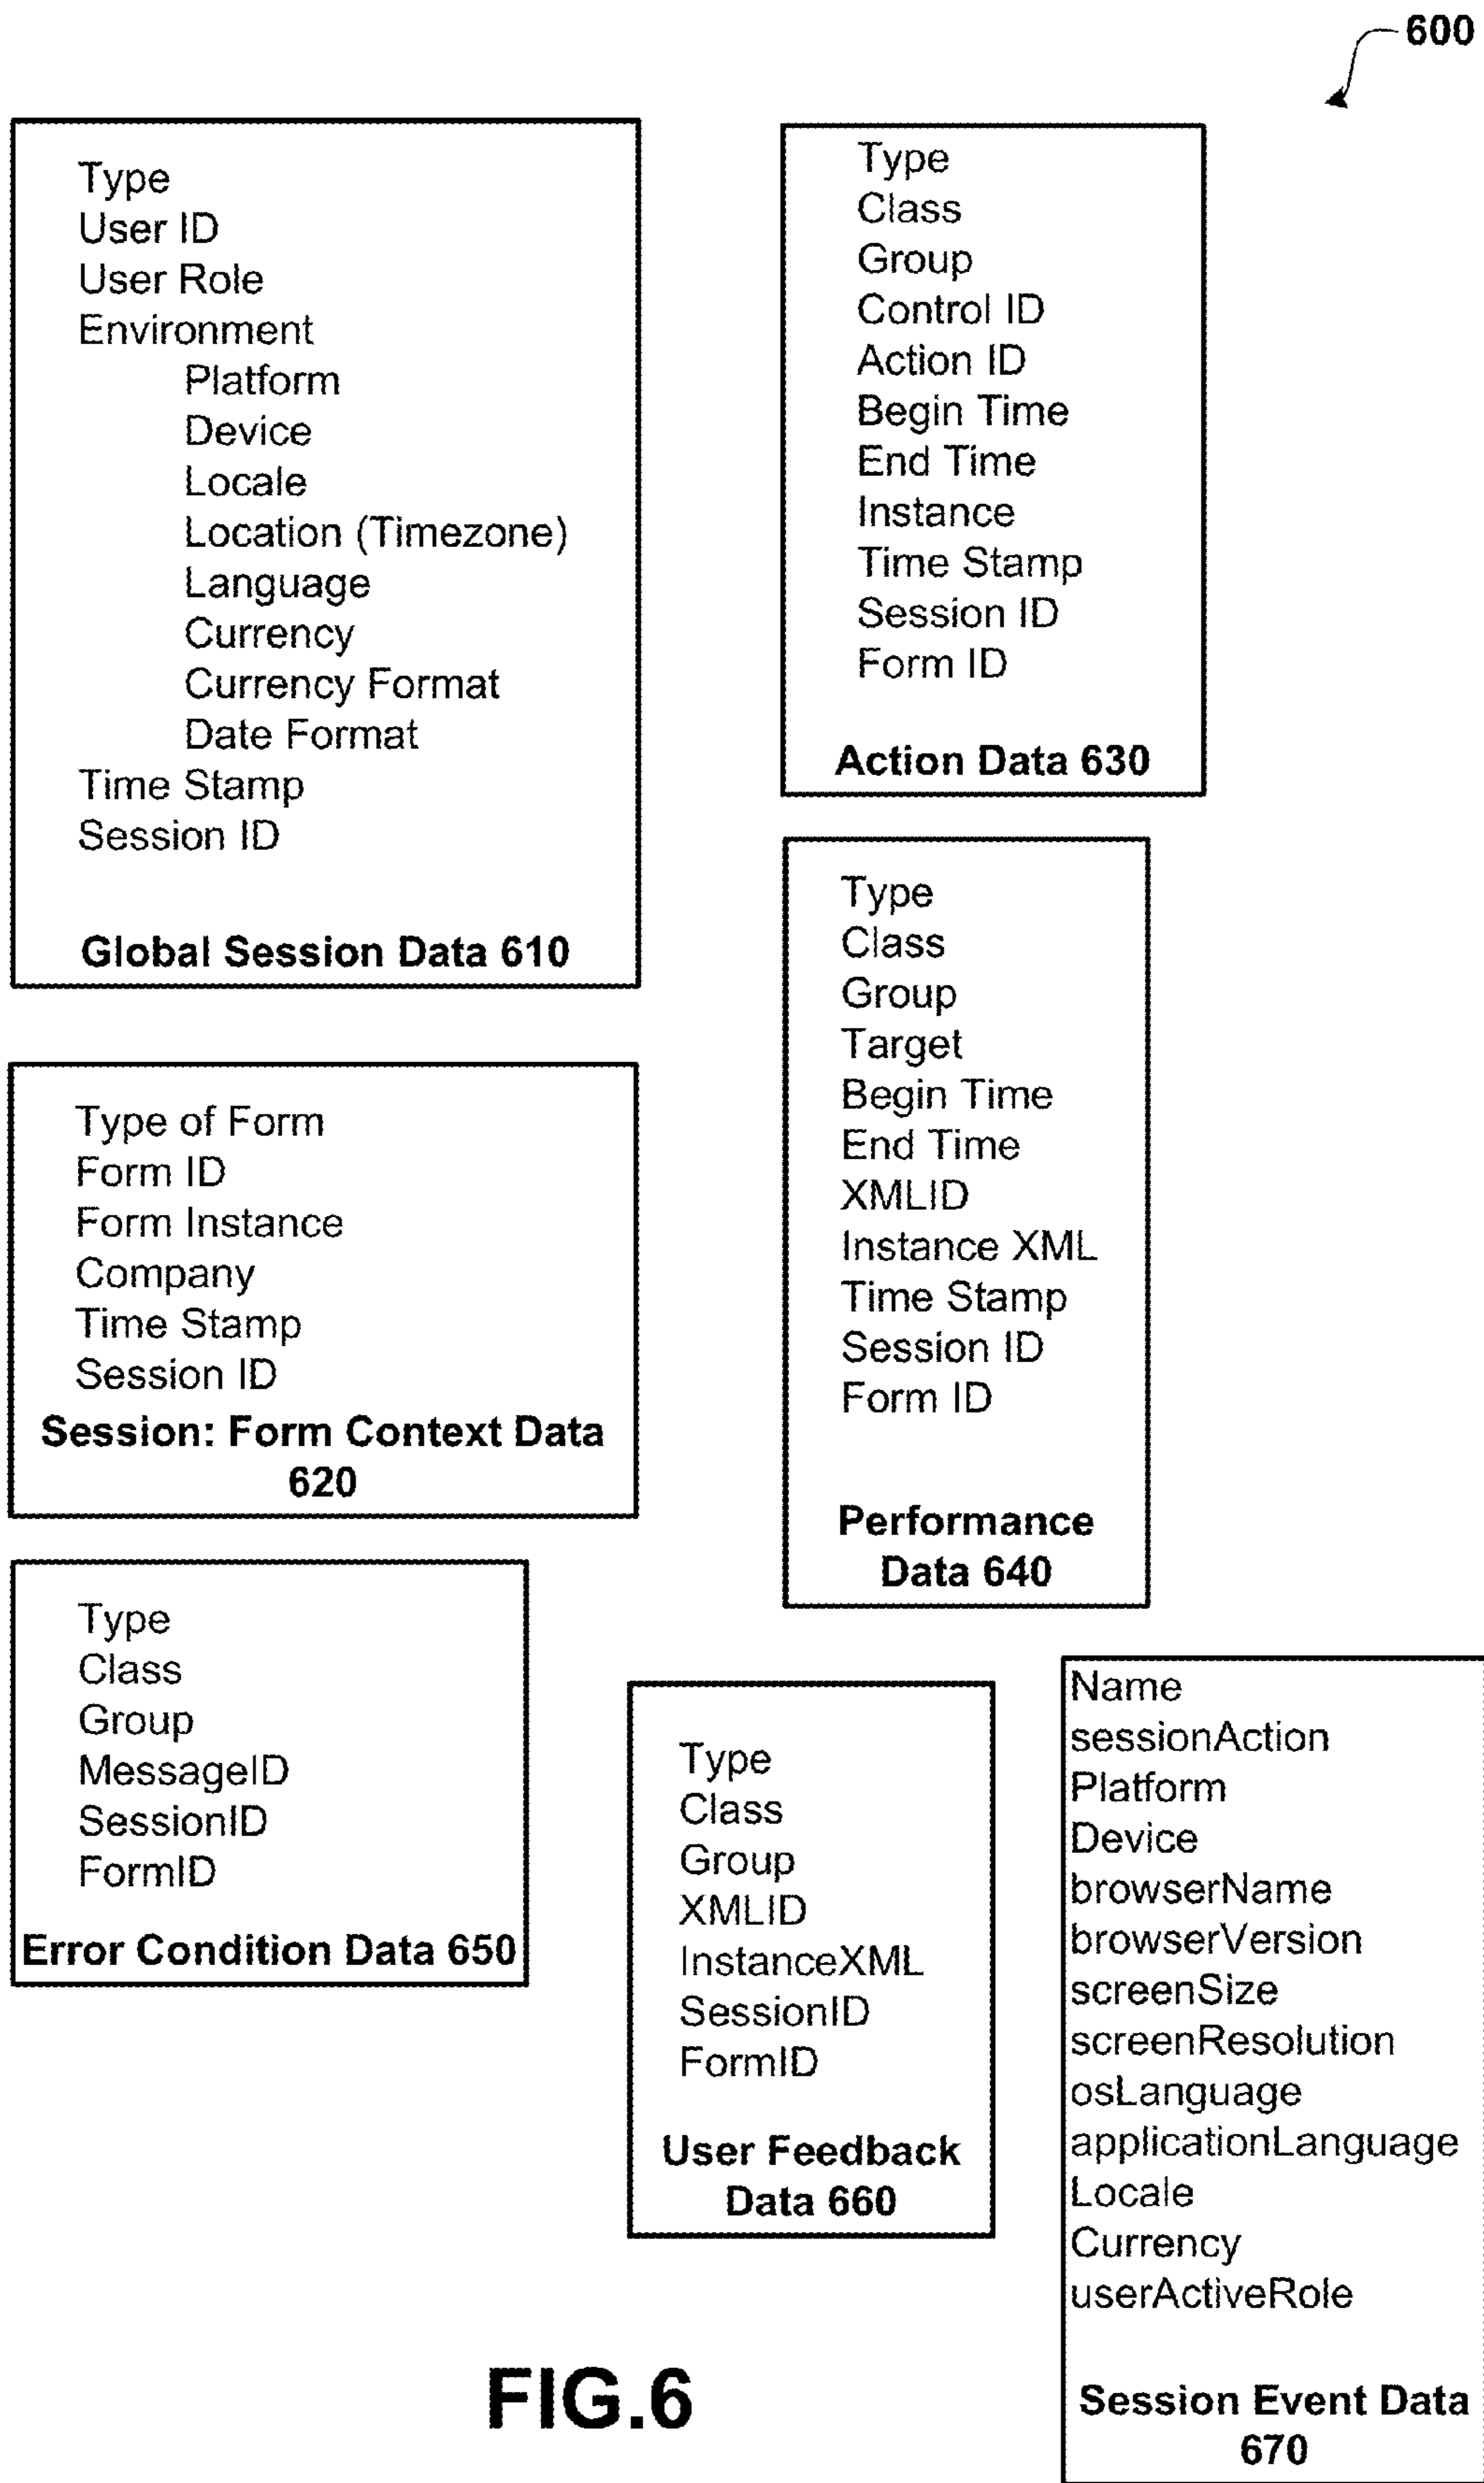 600
Type
User ID
User Role
Environment
Platform
Device
Locale
Location (Timezone)
Language
Currency
Currency Format
Date Format
Time Stamp
Session ID
Global Session Data 610
Type
Class
Group
Control ID
Action ID
Begin Time
End Time
Instance
Time Stamp
Session ID
Form ID
Action Data 630
Type of Form
Form ID
Form Instance
Company
Time Stamp
Session ID
Session: Form Context Data
620
Type
Class
Group
Target
Begin Time
End Time
XMLID
Instance XML
Time Stamp
Session ID
Form ID
Performance
Data 640
Type
Class
Group
MessageID
SessionID
FormID
Error Condition Data 650
Type
Class
Group
XMLID
InstanceXML
SessionID
FormID
User Feedback
Data 660
Name
sessionAction
Platform
Device
browserName
browserVersion
screenSize
screenResolution
osLanguage
applicationLanguage
Locale
Currency
userActiveRole
Session Event Data
670
FIG.6